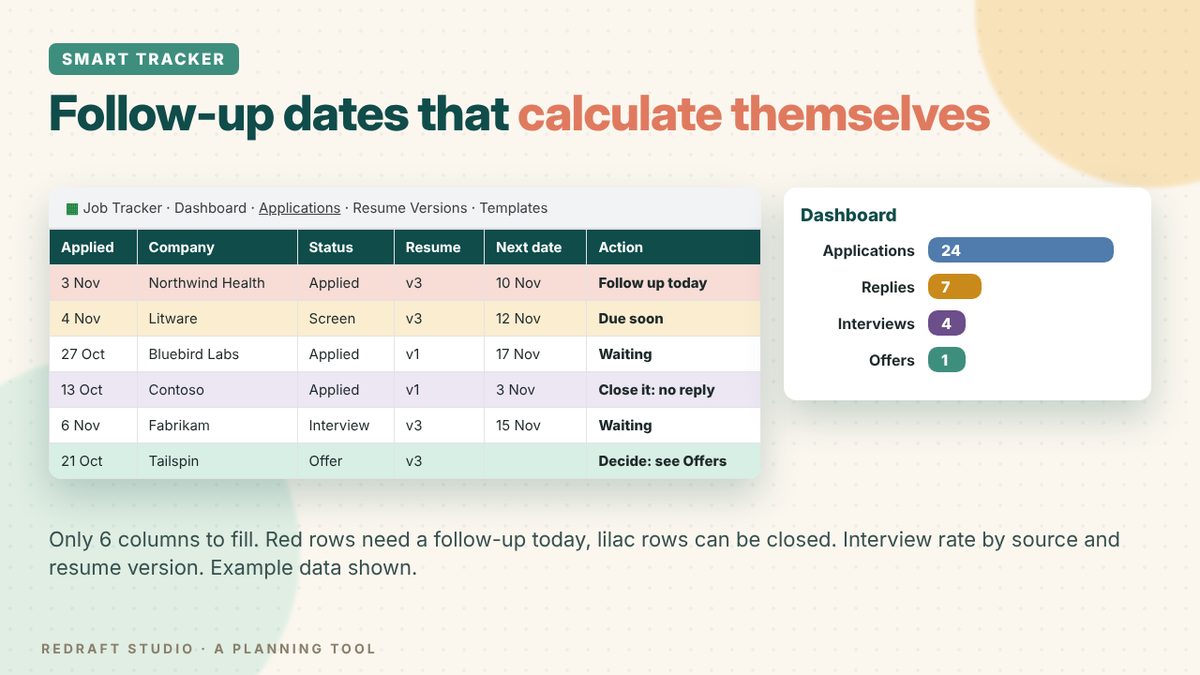 SMART TRACKER
Follow-up dates that calculate themselves
Job Tracker · Dashboard · Applications · Resume Versions · Templates
Applied Company Status Resume Next date Action
3 Nov Northwind Health Applied v3 10 Nov Follow up today
4 Nov Litware Screen v3 12 Nov Due soon
27 Oct Bluebird Labs Applied v1 17 Nov Waiting
13 Oct Contoso Applied v1 3 Nov Close it: no reply
6 Nov Fabrikam Interview v3 15 Nov Waiting
21 Oct Tailspin Offer v3 Decide: see Offers
Dashboard
Applications 24
Replies 7
Interviews 4
Offers 1
Only 6 columns to fill. Red rows need a follow-up today, lilac rows can be closed. Interview rate by source and
resume version. Example data shown.
REDRAFT STUDIO · A PLANNING TOOL